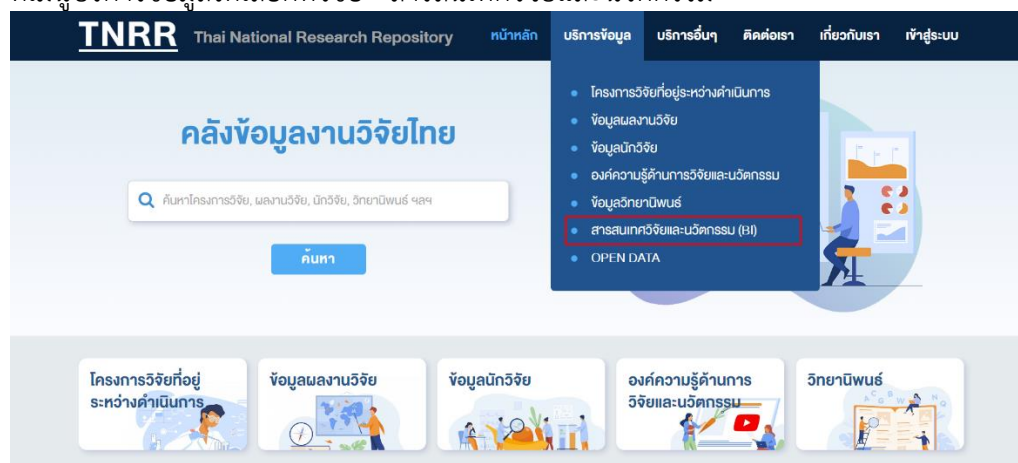 TNRR Thai National Research Repository หน้าหลัก บริการข้อมูล บริการอื่นๆ ติดต่อเรา เกี่ยวกับเรา เข้าสู่ระบบ
โครงการวิจัยที่อยู่ระหว่างดำเนินการ
ข้อมูลผลงานวิจัย
ข้อมูลนักวิจัย
องค์ความรู้ด้านการวิจัยและนวัตกรรม
ข้อมูลวิทยานิพนธ์
สารสนเทศวิจัยและนวัตกรรม (BI)
OPEN DATA
คลังข้อมูลงานวิจัยไทย
ค้นหาโครงการวิจัย, ผลงานวิจัย, นักวิจัย, วิทยานิพนธ์ ฯลฯ
ค้นหา
โครงการวิจัยที่อยู่
ระหว่างดำเนินการ
ข้อมูลผลงานวิจัย
ข้อมูลนักวิจัย
องค์ความรู้ด้านการ
วิจัยและนวัตกรรม
วิทยานิพนธ์